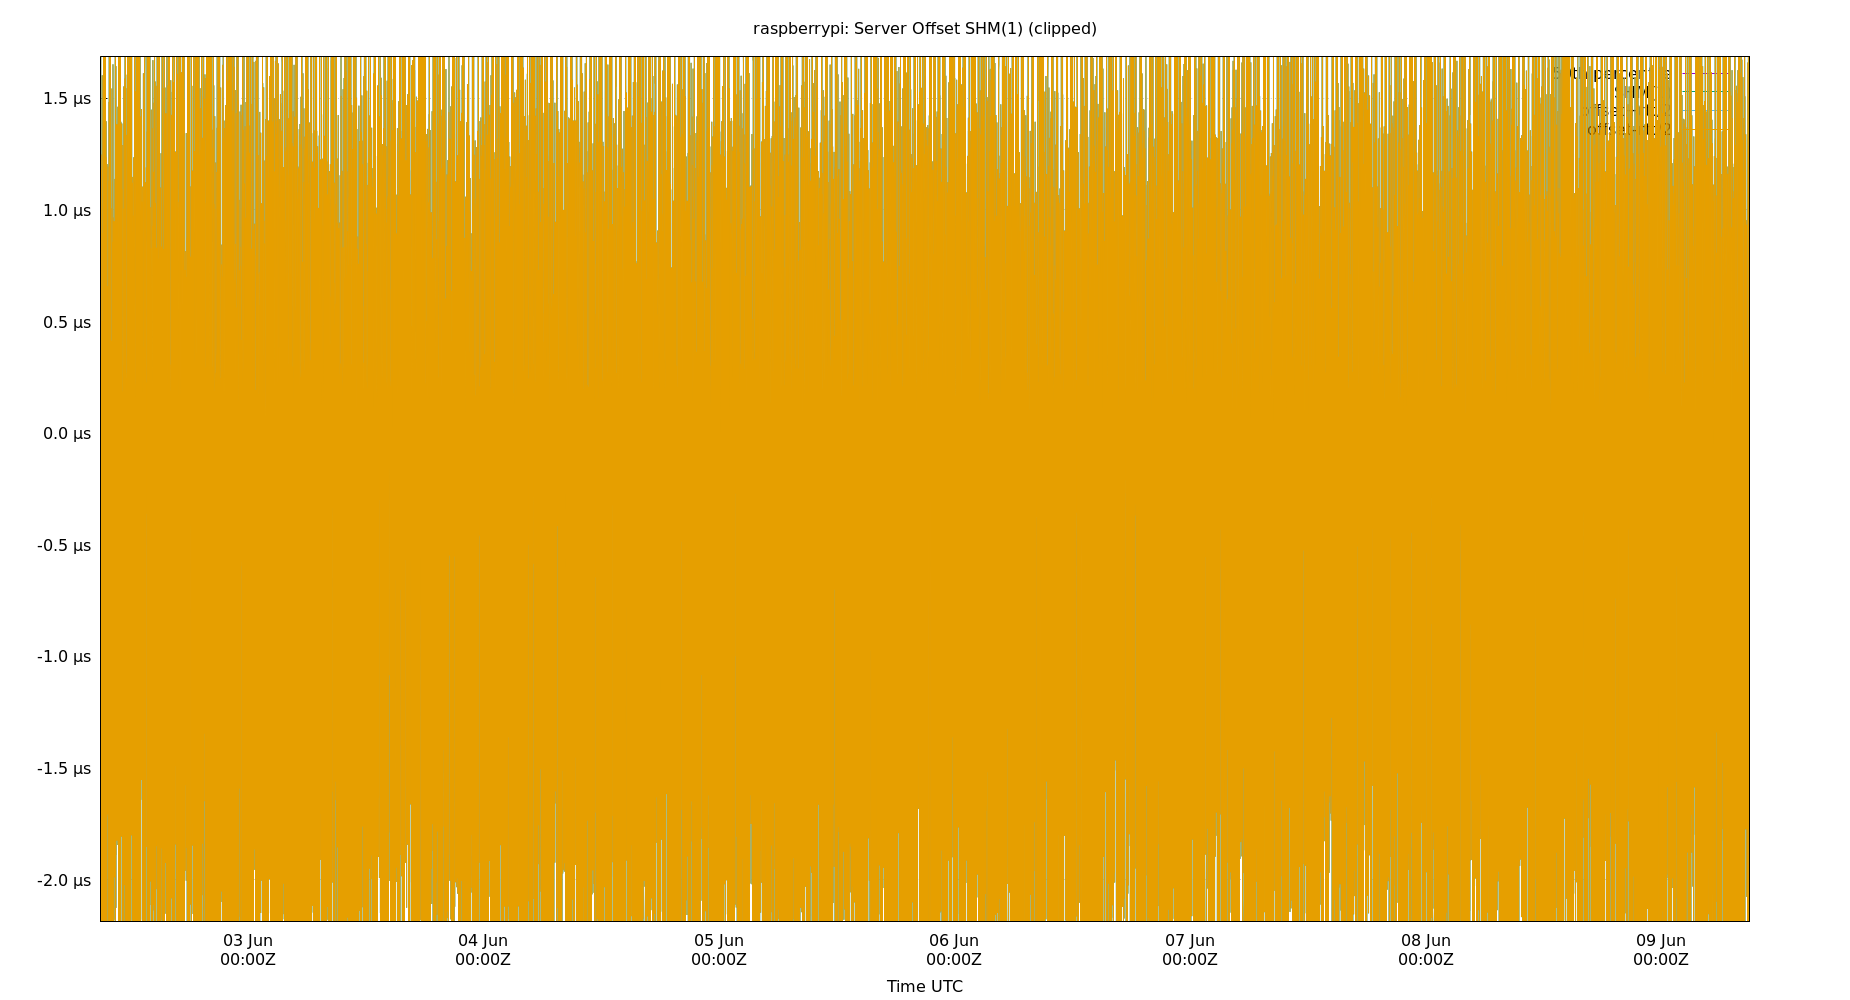 raspberrypi: Server Offset SHM(1) (clipped)
1.5 µs
1.0 µs
0.5 µs
0.0 µs
-0.5 µs
-1.0 µs
-1.5 µs
-2.0 µs
03 Jun 04 Jun 05 Jun 06 Jun 07 Jun 08 Jun 09 Jun
00:00Z 00:00Z 00:00Z 00:00Z 00:00Z 00:00Z 00:00Z
Time UTC